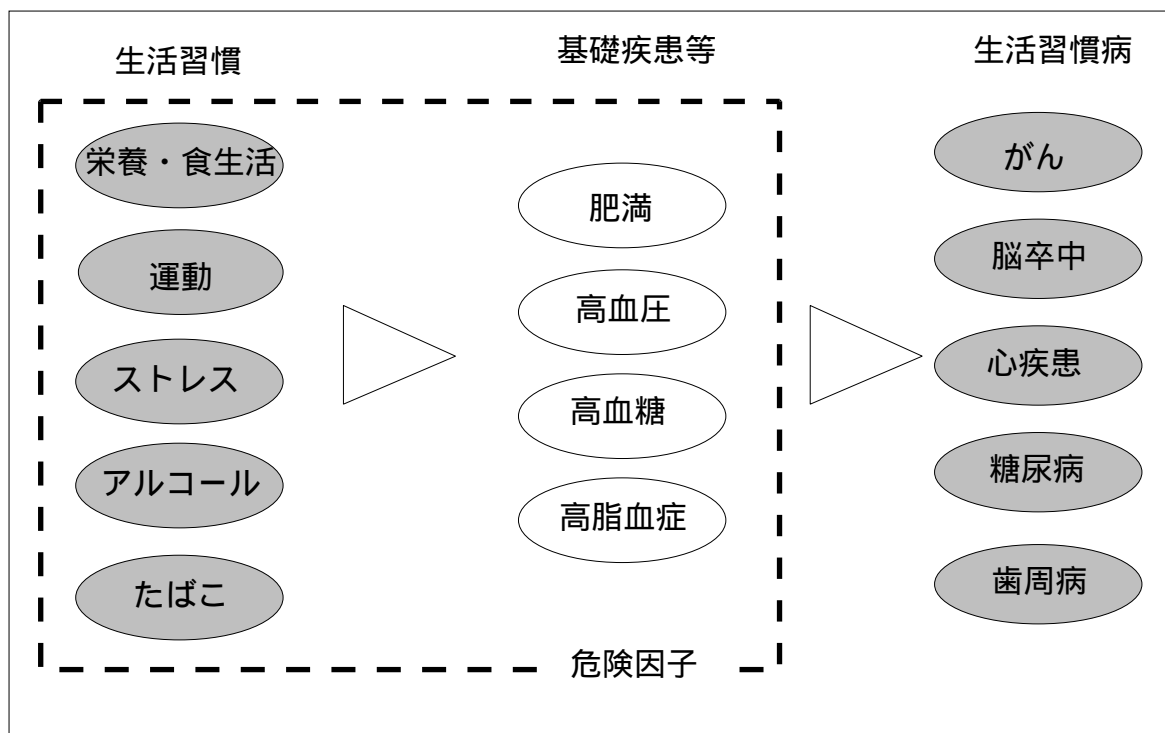 生活習慣
基礎疾患等
生活習慣病
栄養・食生活
運動
ストレス
アルコール
たばこ
肥満
高血圧
高血糖
高脂血症
危険因子
がん
脳卒中
心疾患
糖尿病
歯周病